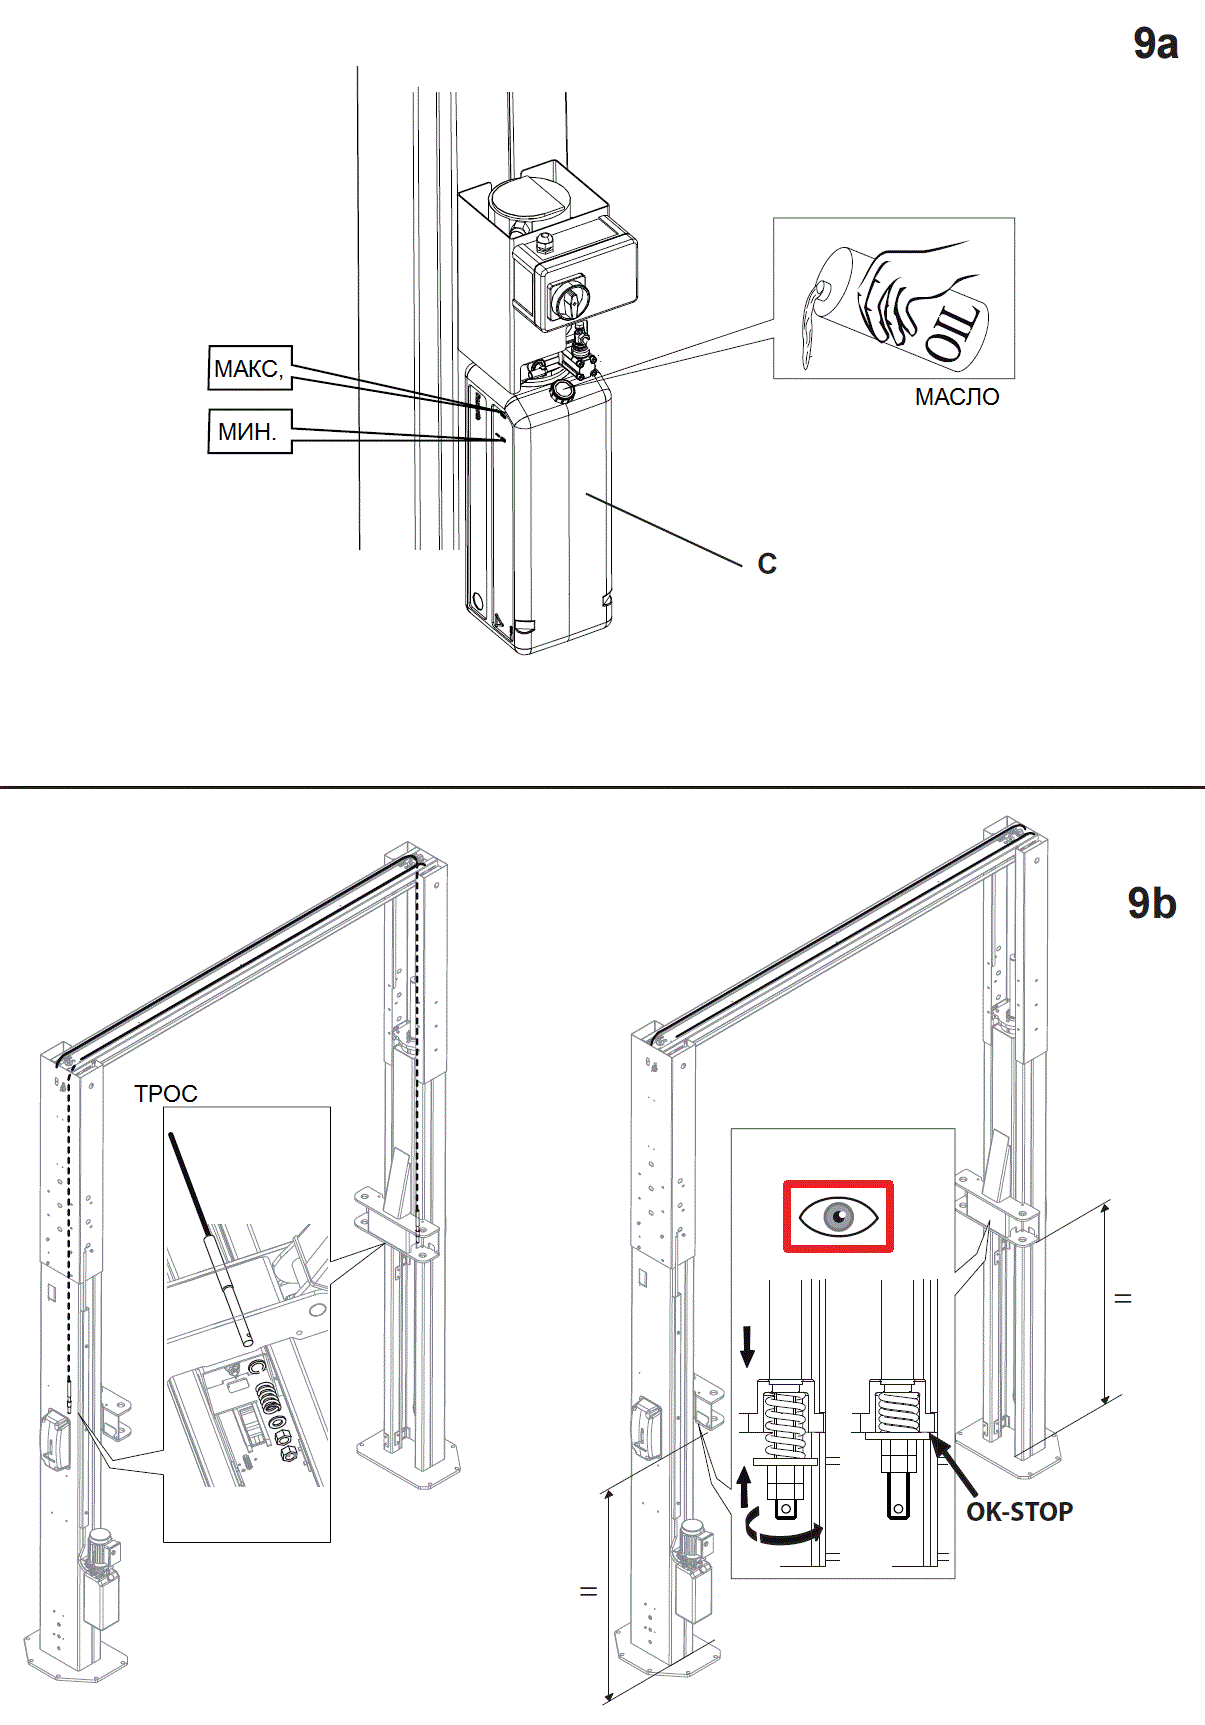 9a
МАКС,
МИН.
OIL
МАСЛО
C
9b
ТРОС
=
=
OK-STOP